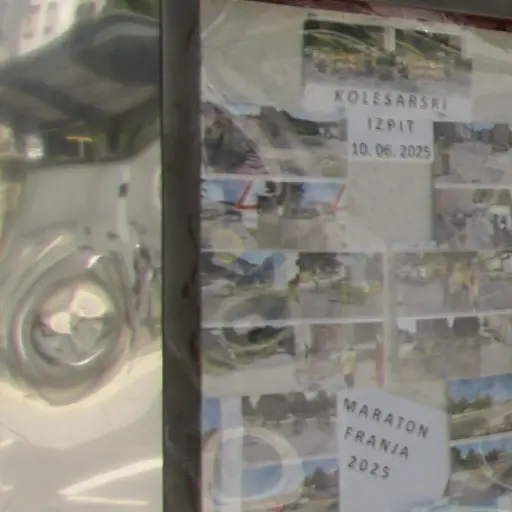 KOLESARSKI
IZPIT
10. 06. 2025
MARATON
FRANJA
2025